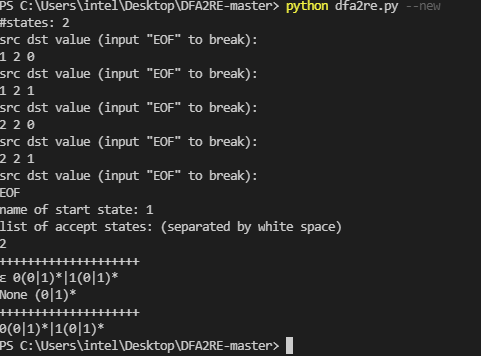 PS C:\Users\intel\Desktop\DFA2RE-master> python dfa2re.py --new
#states: 2
src dst value (input "EOF" to break):
1 2 0
src dst value (input "EOF" to break):
1 2 1
src dst value (input "EOF" to break):
2 2 0
src dst value (input "EOF" to break):
2 2 1
src dst value (input "EOF" to break):
EOF
name of start state: 1
list of accept states: (separated by white space)
2
++++++++++++++++++++
ε 0(0|1)*|1(0|1)*
None (0|1)*
++++++++++++++++++++
0(0|1)*|1(0|1)*
PS C:\Users\intel\Desktop\DFA2RE-master>